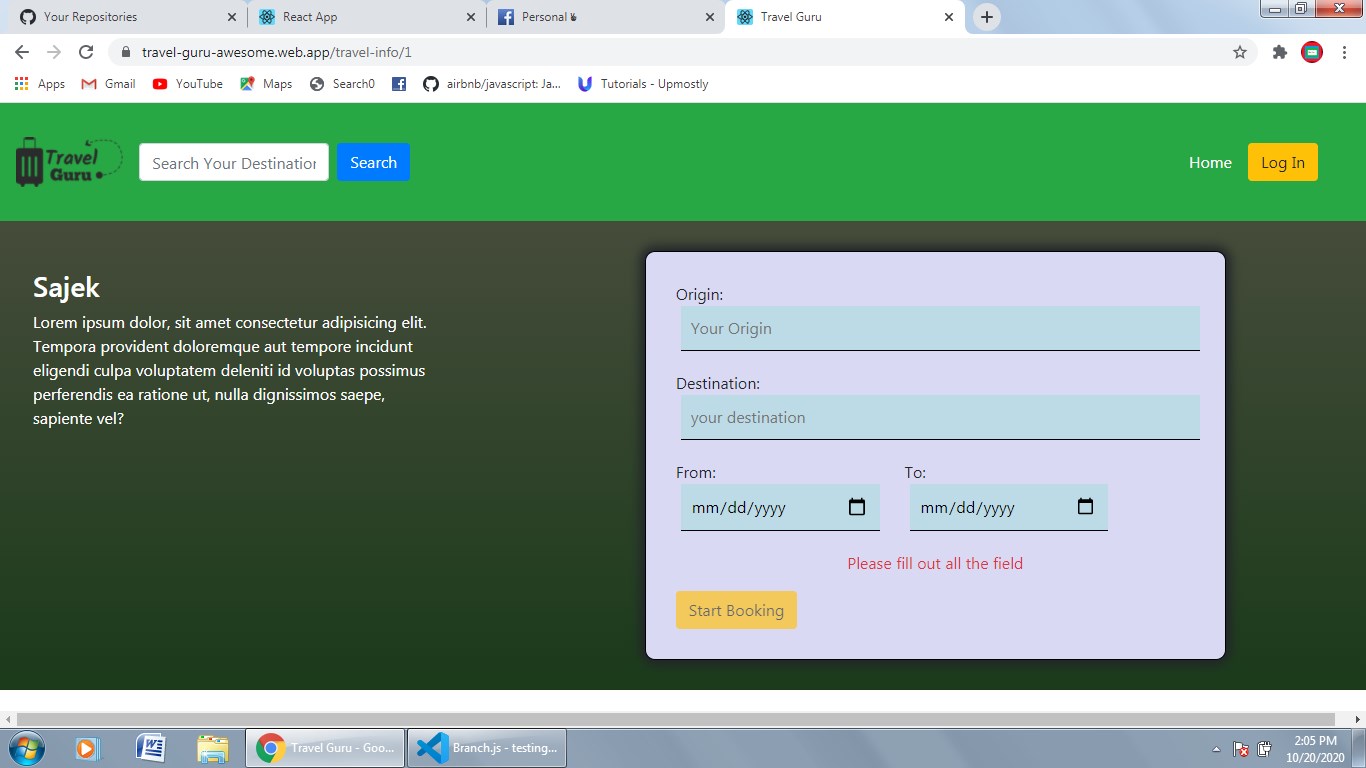 Your Repositories
React App
Personal
Travel Guru
travel-guru-awesome.web.app/travel-info/1
Apps
Gmail
YouTube
Maps
Search0
airbnb/javascript: Ja...
Tutorials - Upmostly
Travel
Guru
Search Your Destination
Search
Home
Log In
Sajek
Lorem ipsum dolor, sit amet consectetur adipisicing elit.
Tempora provident doloremque aut tempore incidunt
eligendi culpa voluptatem deleniti id voluptas possimus
perferendis ea ratione ut, nulla dignissimos saepe,
sapiente vel?
Origin:
Your Origin
Destination:
your destination
From:
To:
mm/dd/yyyy
mm/dd/yyyy
Please fill out all the field
Start Booking
Travel Guru - Goo...
Branch.js - testing...
2:05 PM
10/20/2020